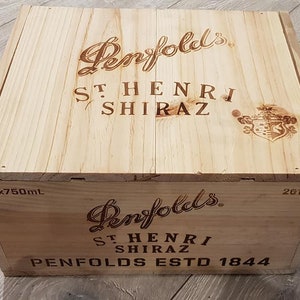 Penfolds
ST HENRI
SHIRAZ
x750mL
Penfolds®
ST HENRI
SHIRAZ
PENFOLDS ESTD 1844